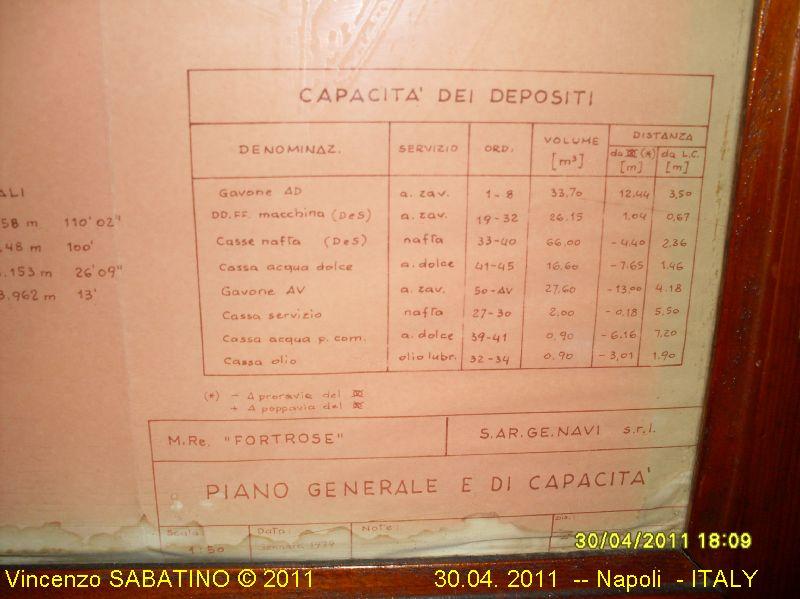 CAPACITA' DEI DEPOSITI
DENOMINAZ. SERVIZIO ORD. VOLUME [m³] DISTANZA
da (*) [m] da L.C. [m]
Gavone AD a. zav. 1-8 33.70 12.44 3,50
DD.FF. macchina (DeS) a. zav. 19-32 26.15 1.04 0,67
Casse nafta (DeS) nafta 33-40 66,00 -4.40 2.36
Cassa acqua dolce a. dolce 41-45 16.60 -7.65 1.46
Gavone AV a. zav. 50-AV 27,60 -13,00 4.18
Cassa servizio nafta 27-30 2,00 -0,18 5,50
Cassa acqua p. com. a. dolce 39-41 0,90 -6.16 7,20
Cassa olio olio lubr. 32-34 0.90 -3,01 1.90
(*) - A proravia del
+ A poppavia del
ALI
58 m 110' 02"
.48 m 100'
.153 m 26'09"
3.962 m 13'
M.Re. "FORTROSE" S.AR.GE.NAVI s.r.l.
PIANO GENERALE E DI CAPACITA'
Scala 1:50 Data: Gennaio 1979 Note: Dis.
30/04/2011 18:09
Vincenzo SABATINO © 2011 30.04. 2011 -- Napoli - ITALY